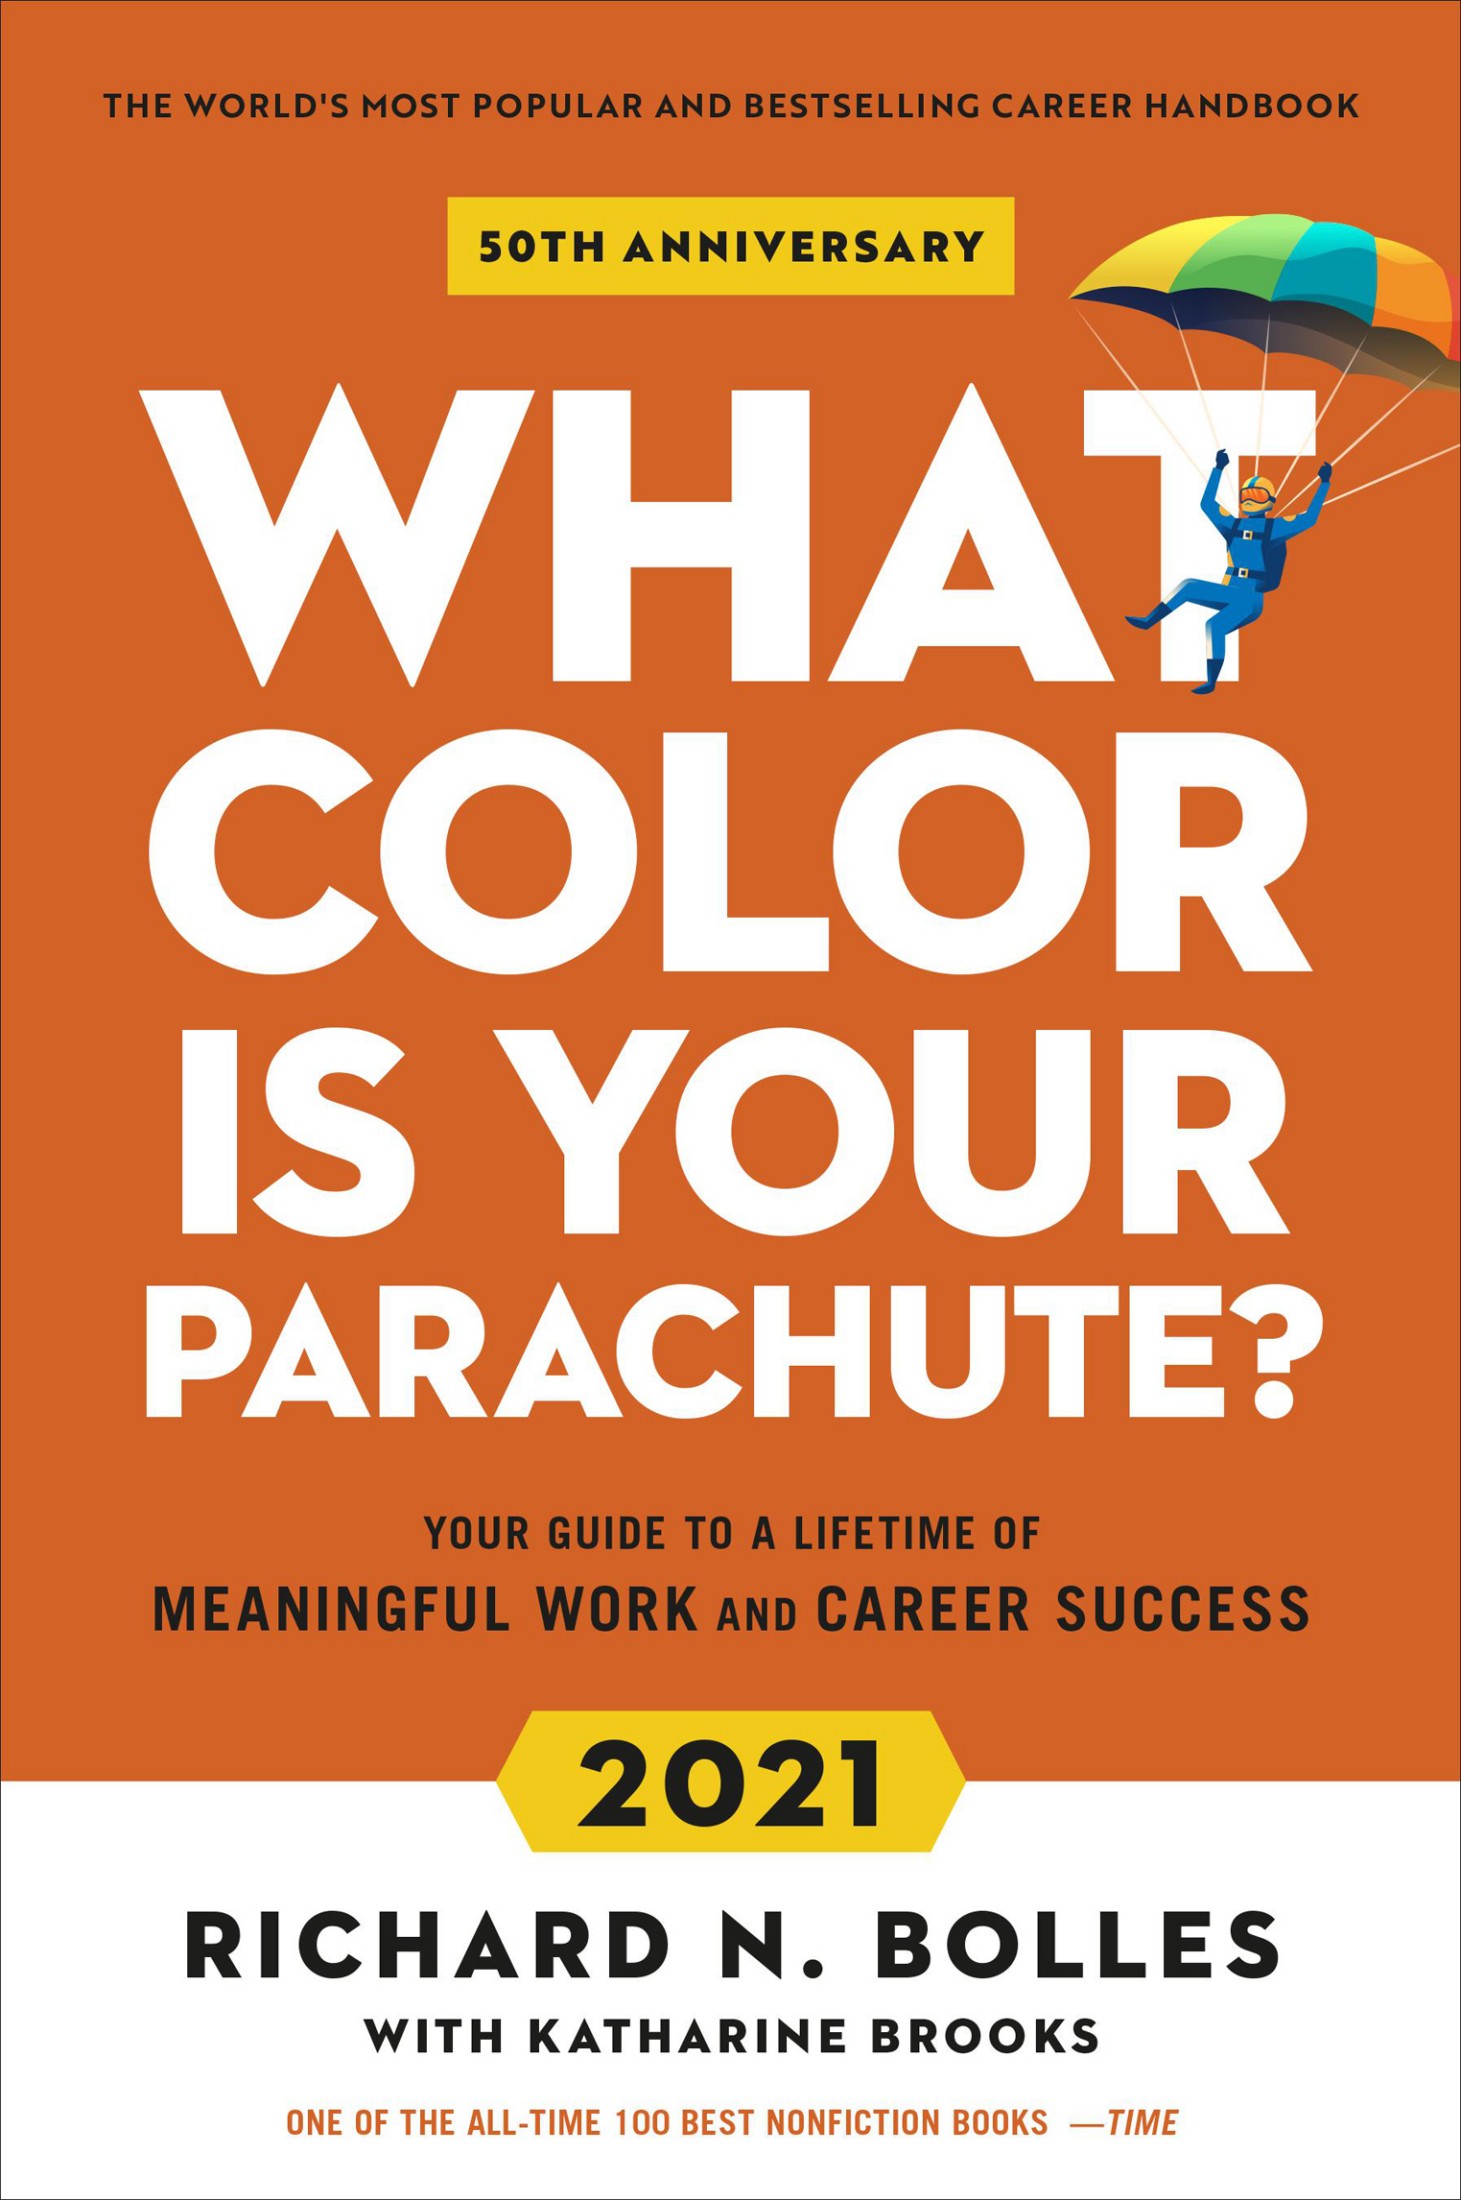 THE WORLD'S MOST POPULAR AND BESTSELLING CAREER HANDBOOK
50TH ANNIVERSARY
WHAT
COLOR
IS YOUR
PARACHUTE?
YOUR GUIDE TO A LIFETIME OF
MEANINGFUL WORK AND CAREER SUCCESS
2021
RICHARD N. BOLLES
WITH KATHARINE BROOKS
ONE OF THE ALL-TIME 100 BEST NONFICTION BOOKS —TIME